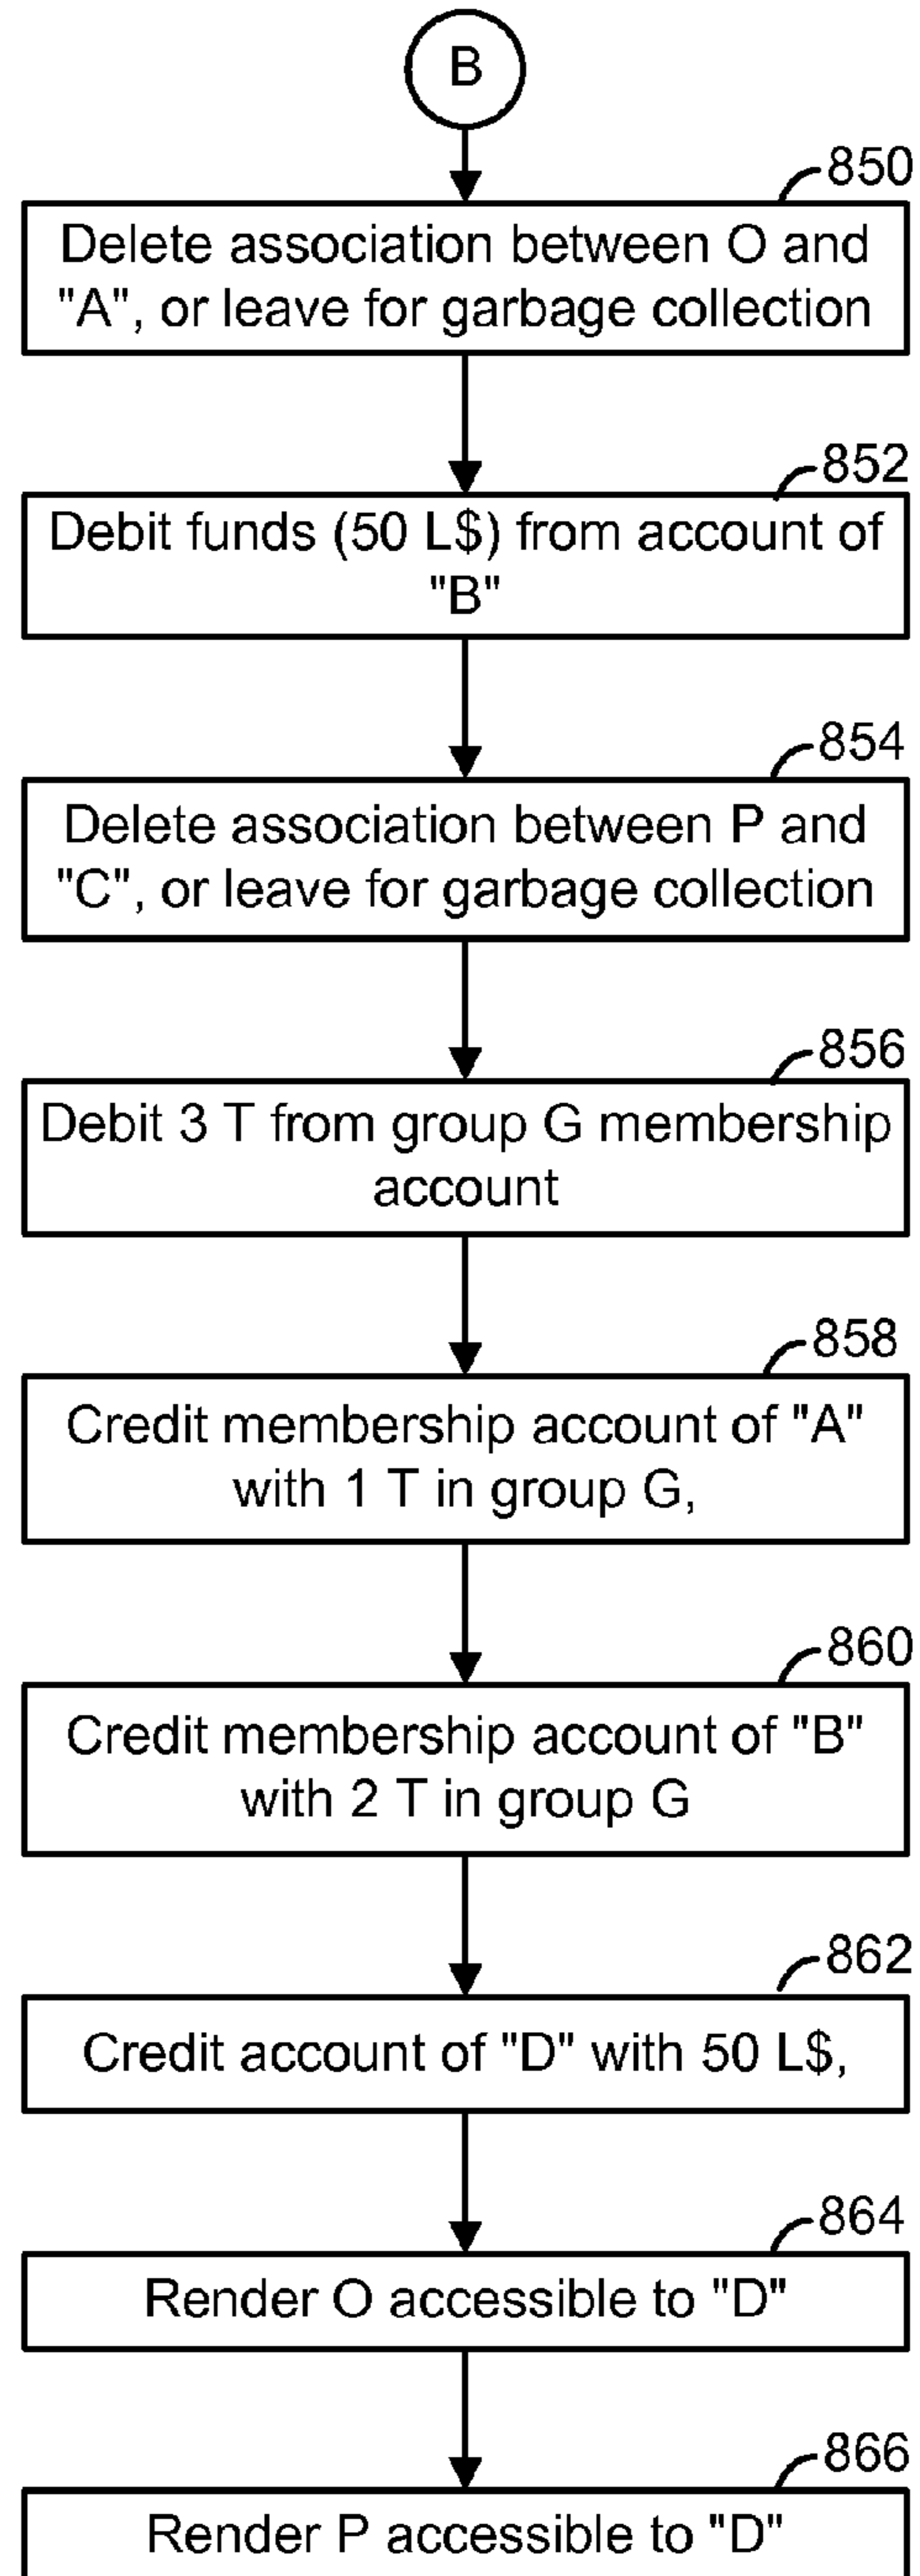 B
850
Delete association between O and
"A", or leave for garbage collection
852
Debit funds (50 L$) from account of
"B"
854
Delete association between P and
"C", or leave for garbage collection
856
Debit 3 T from group G membership
account
858
Credit membership account of "A"
with 1 T in group G,
860
Credit membership account of "B"
with 2 T in group G
862
Credit account of "D" with 50 L$,
864
Render O accessible to "D"
866
Render P accessible to "D"